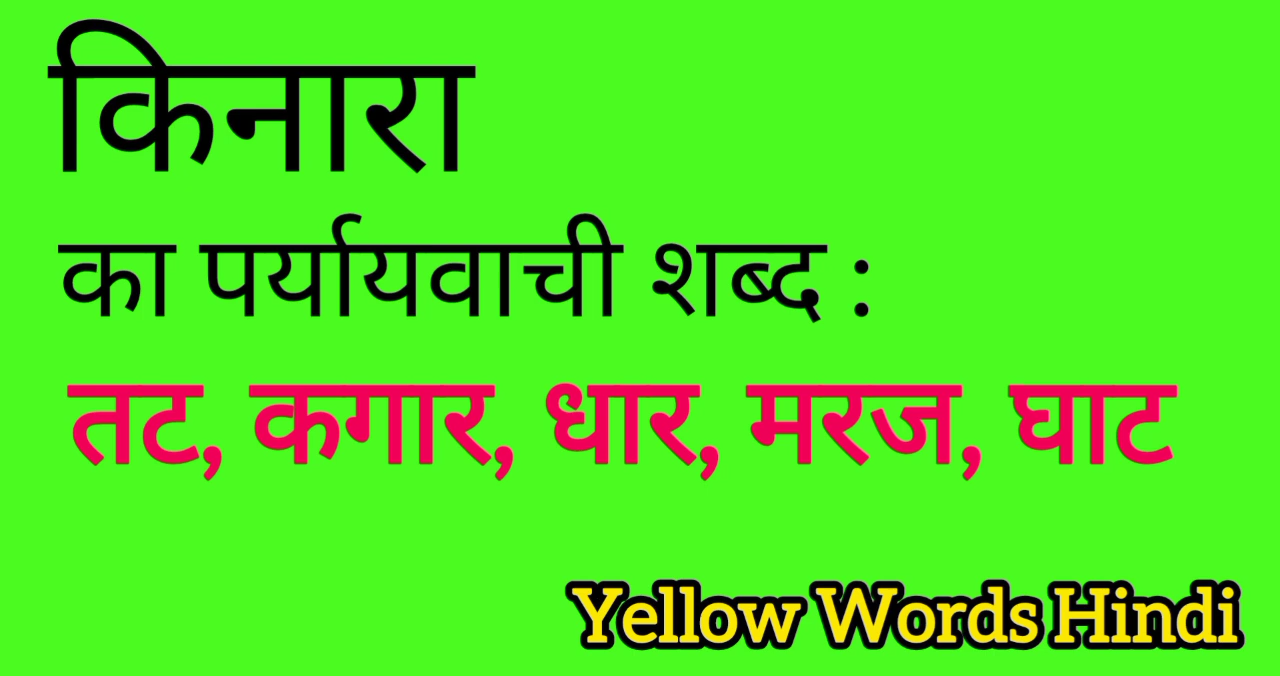 किनारा
का पर्यायवाची शब्द :
तट, कगार, धार, मरज, घाट
Yellow Words Hindi